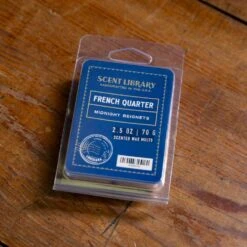 SCENT LIBRARY
HANDCRAFTED IN THE U.S.A.
FRENCH QUARTER
MIDNIGHT BEIGNETS
2.5 OZ | 70 G
SCENTED WAX MELTS